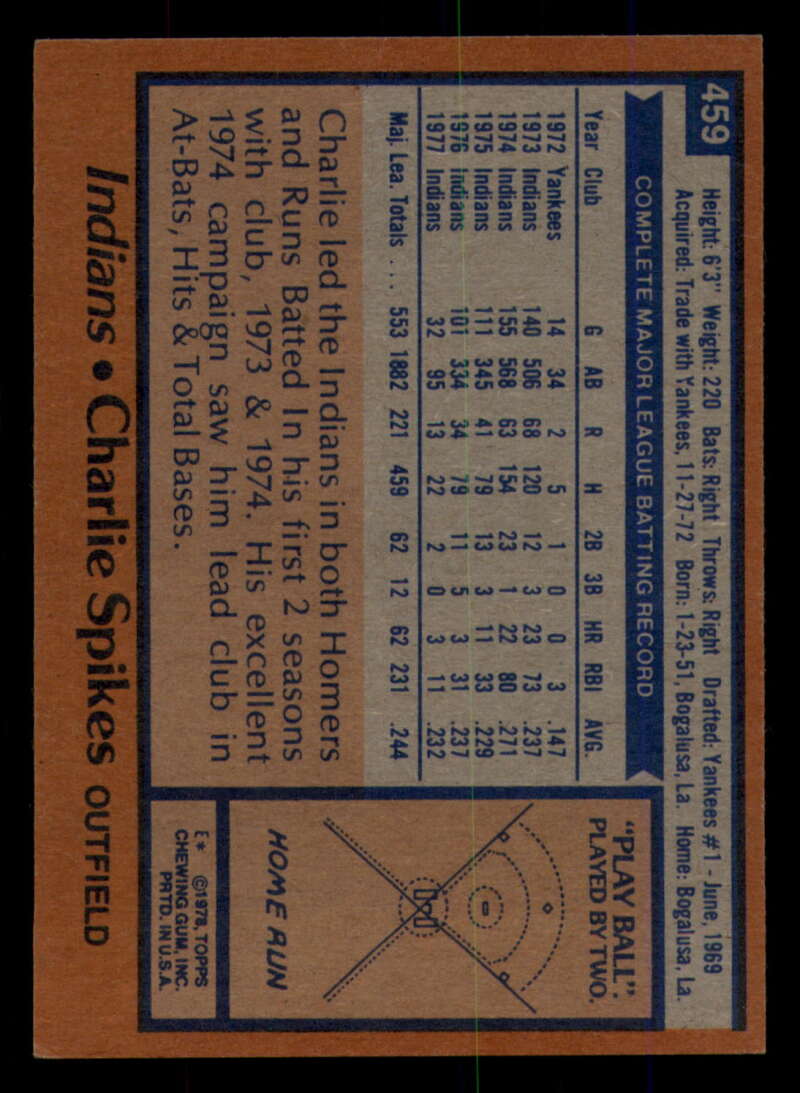 459
Height: 6'3" Weight: 220 Bats: Right Throws: Right Drafted: Yankees #1 - June, 1969
Acquired: Trade with Yankees, 11-27-72 Born: 1-23-51, Bogalusa, La. Home: Bogalusa, La.
COMPLETE MAJOR LEAGUE BATTING RECORD
Year Club G AB R H 2B 3B HR RBI AVG.
1972 Yankees 14 34 2 5 1 0 0 3 .147
1973 Indians 140 506 68 120 12 3 23 73 .237
1974 Indians 155 568 63 154 23 1 22 80 .271
1975 Indians 111 345 41 79 13 3 11 33 .229
1976 Indians 101 334 34 79 11 5 3 31 .237
1977 Indians 32 95 13 22 2 0 3 11 .232
Maj. Lea. Totals . . . 553 1882 221 459 62 12 62 231 .244
Charlie led the Indians in both Homers
and Runs Batted In his first 2 seasons
with club, 1973 & 1974. His excellent
1974 campaign saw him lead club in
At-Bats, Hits & Total Bases.
"PLAY BALL":
PLAYED BY TWO.
HOME RUN
E* ©1978, TOPPS
CHEWING GUM, INC.
PRTD. IN U.S.A.
Indians • Charlie Spikes OUTFIELD